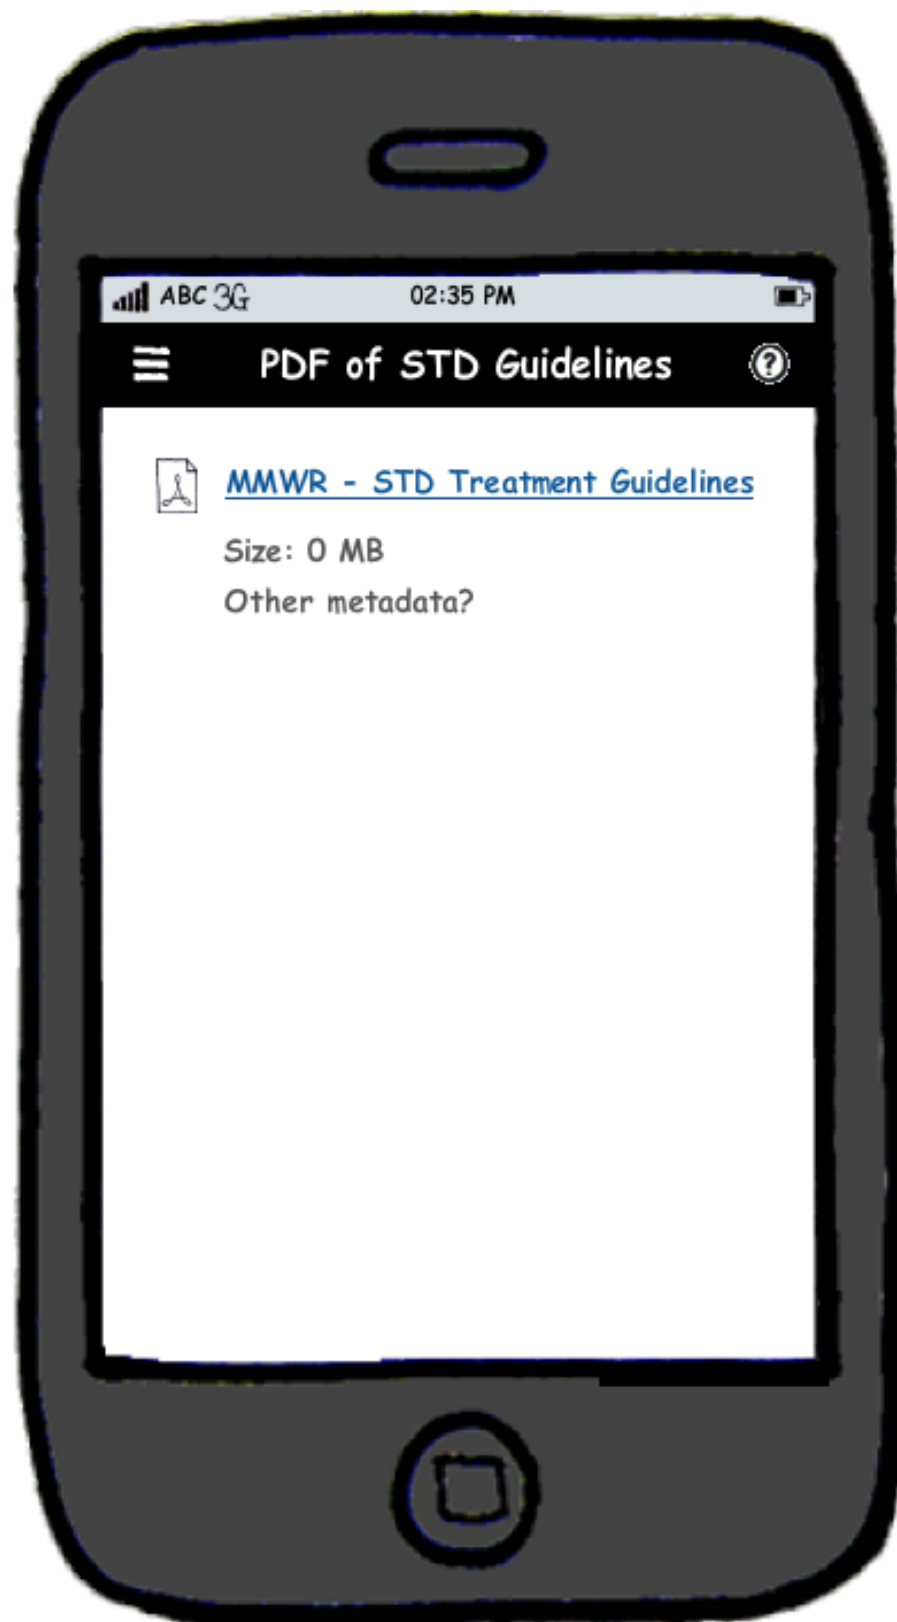 ABC 3G 02:35 PM
PDF of STD Guidelines ?
MMWR - STD Treatment Guidelines
Size: 0 MB
Other metadata?